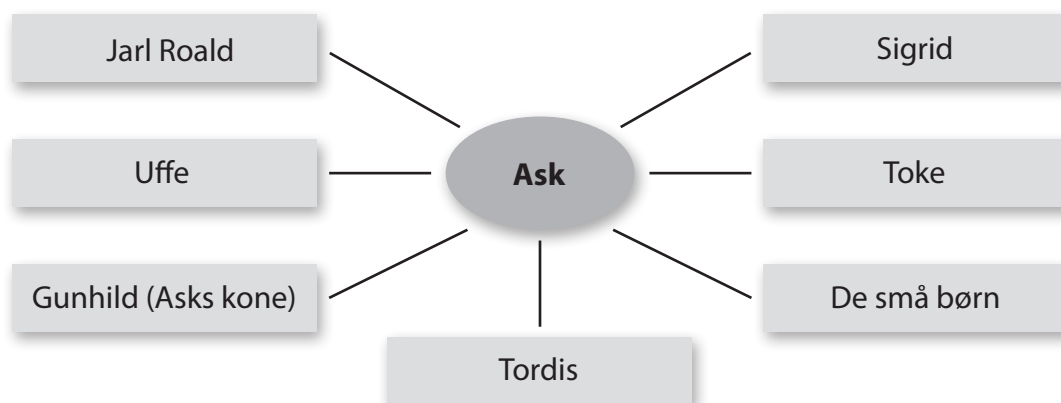 Jarl Roald
Sigrid
Uffe
Ask
Toke
Gunhild (Asks kone)
De små børn
Tordis